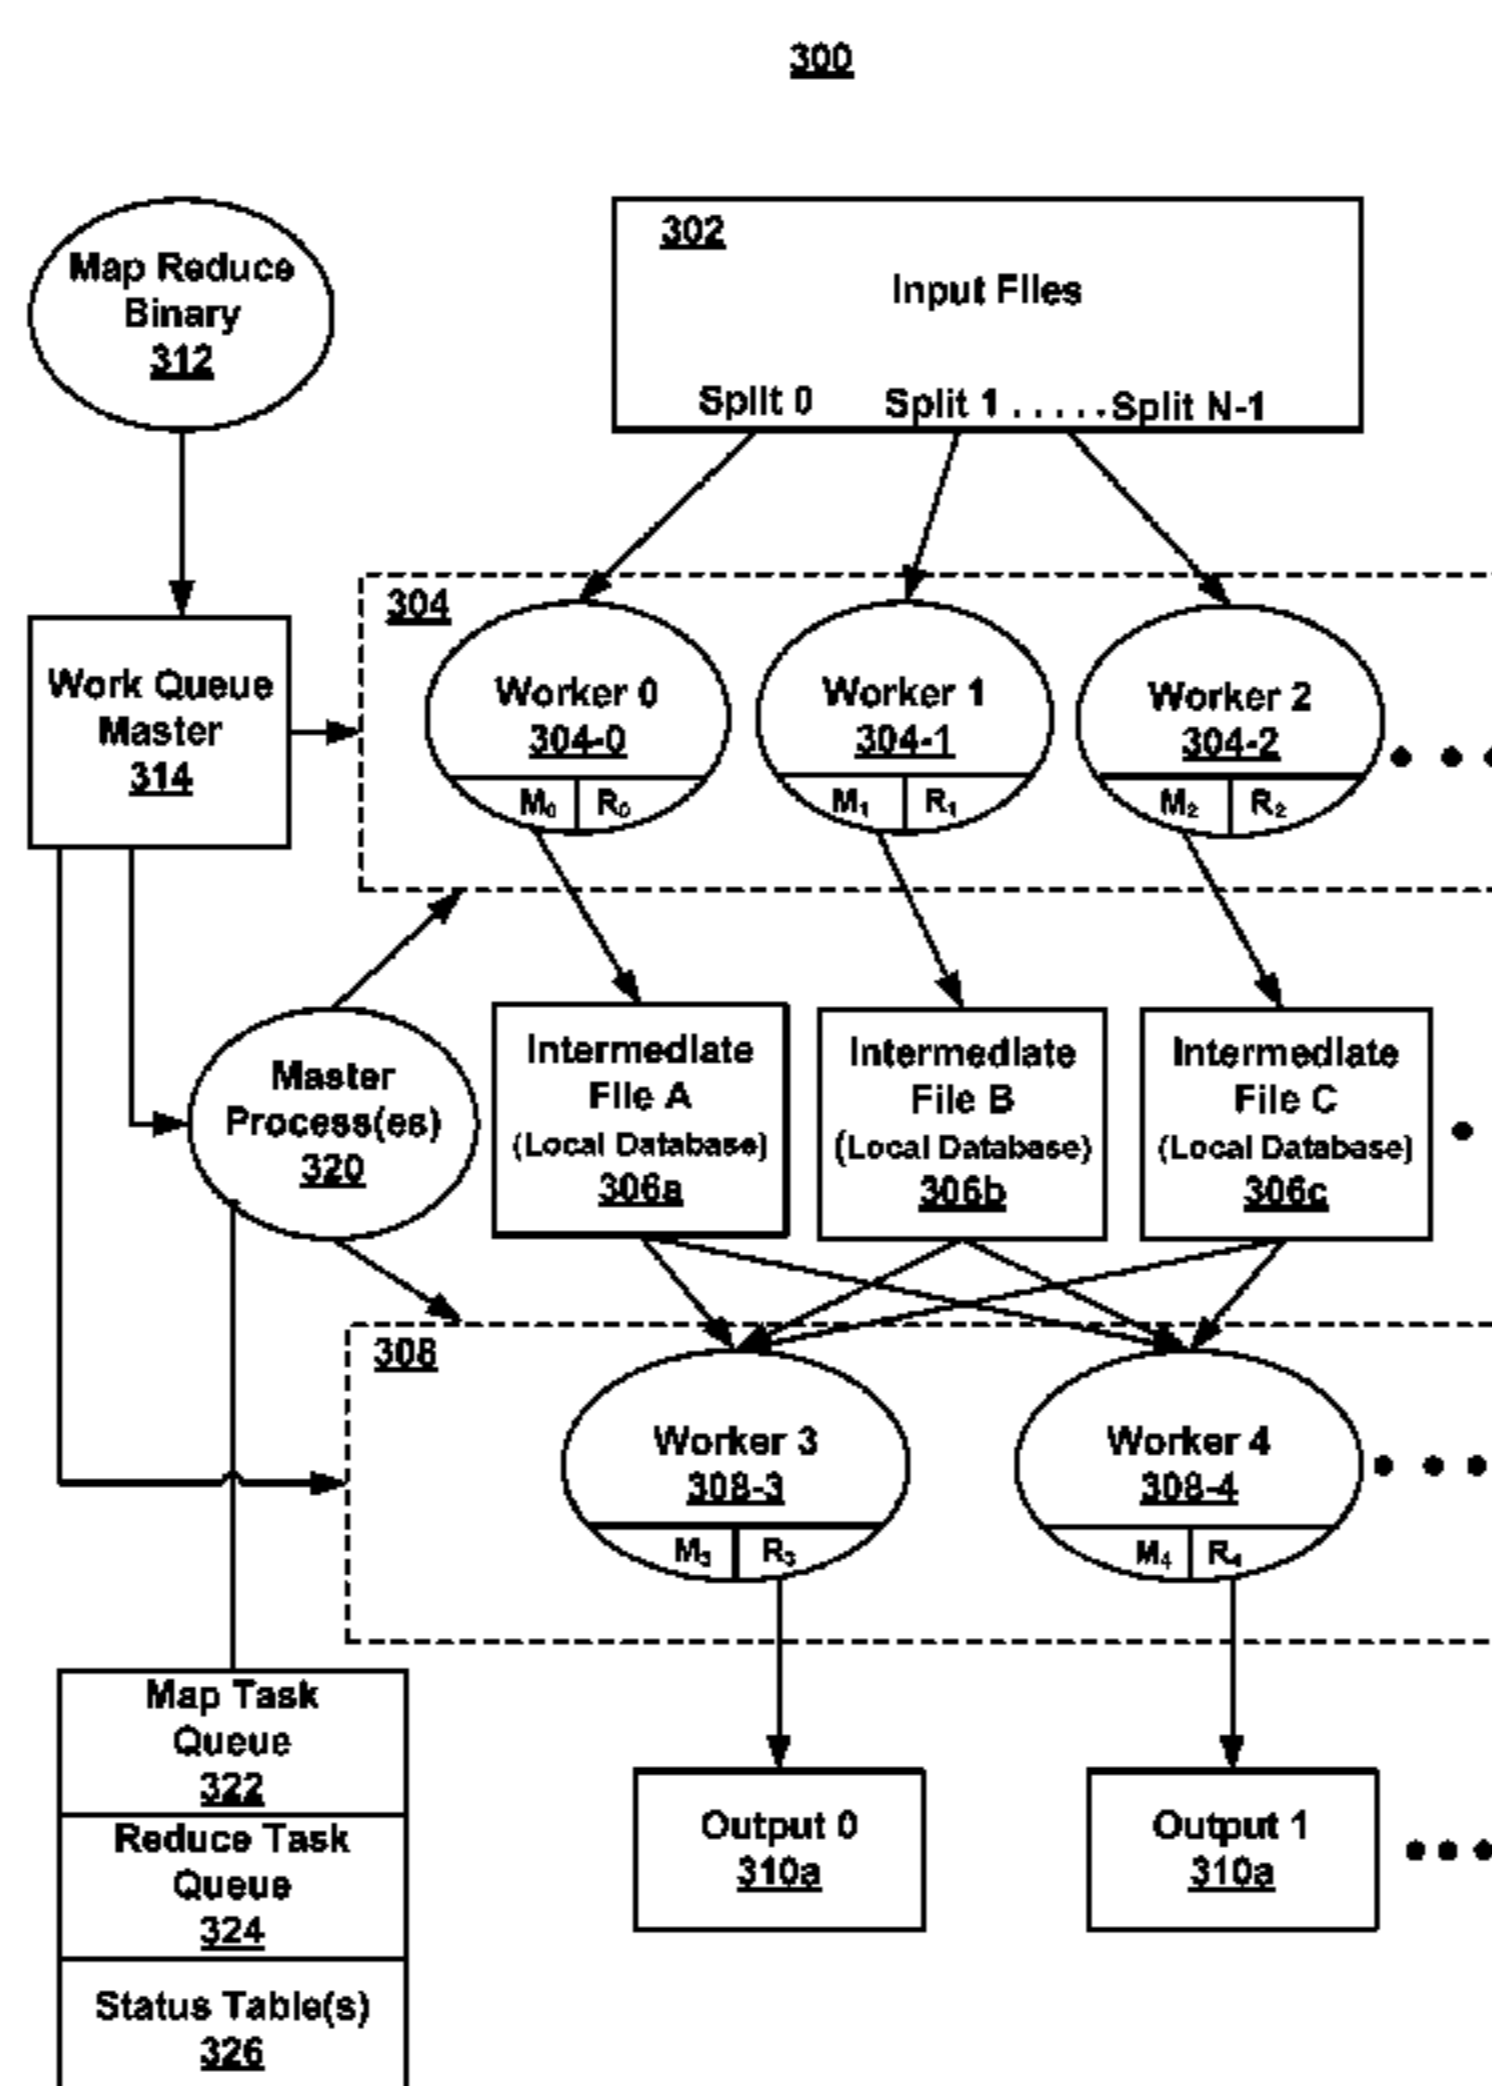 300
Map Reduce
Binary
312
302
Input Files
Split 0 Split 1 ..... Split N-1
Work Queue
Master
314
304
Worker 0
304-0
M₀ R₀
Worker 1
304-1
M₁ R₁
Worker 2
304-2
M₂ R₂
Master
Process(es)
320
Intermediate
File A
(Local Database)
306a
Intermediate
File B
(Local Database)
306b
Intermediate
File C
(Local Database)
306c
308
Worker 3
308-3
M₃ R₃
Worker 4
308-4
M₄ R₄
Map Task
Queue
322
Reduce Task
Queue
324
Status Table(s)
326
Output 0
310a
Output 1
310a